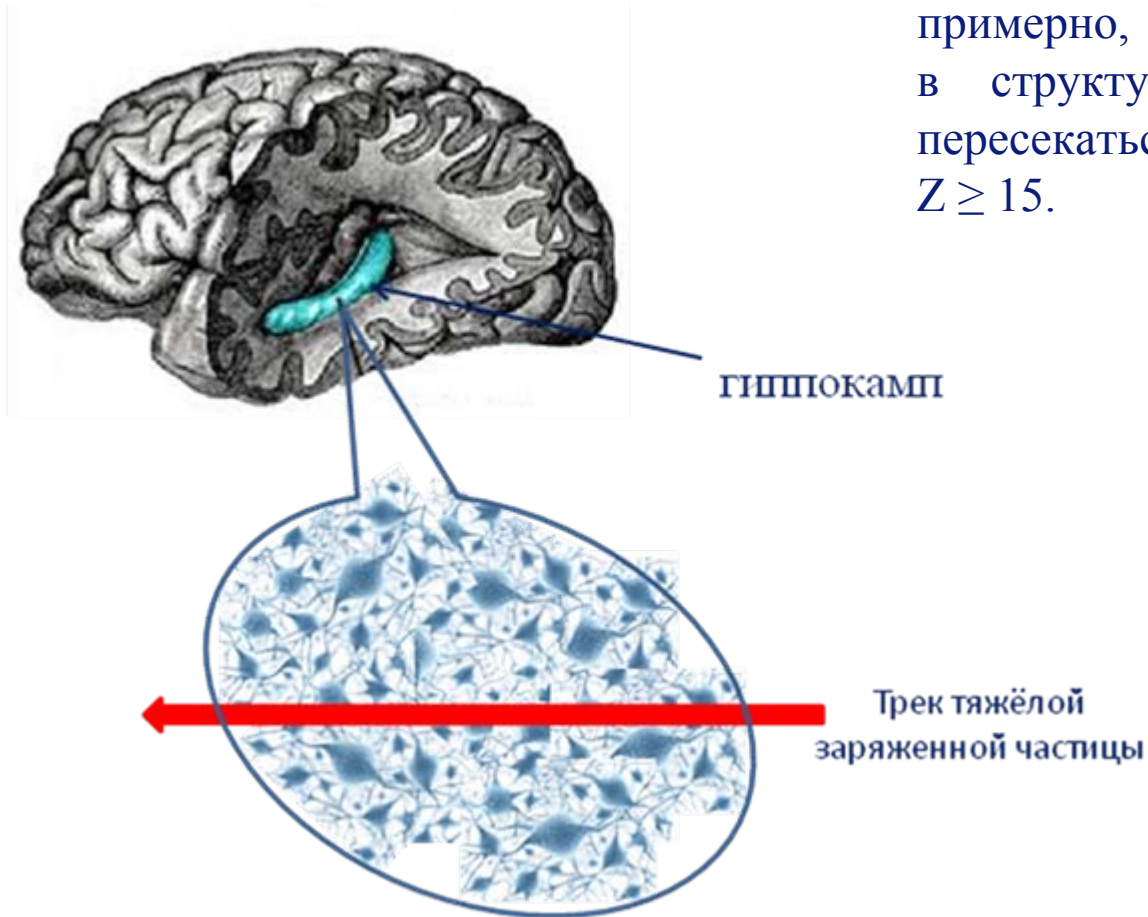 примерно,
в структу
пересекатьс
Z ≥ 15.
гиппокамп
Трек тяжёлой
заряженной частицы